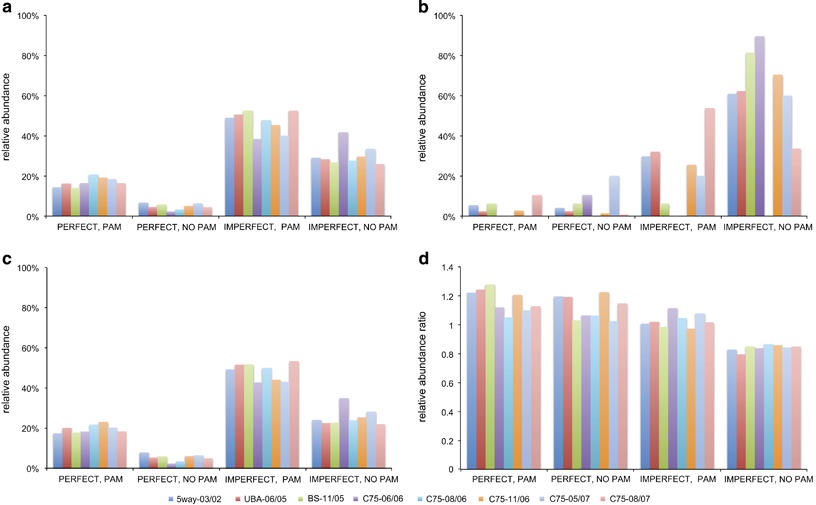 a
100%
80%
60%
40%
20%
0%
relative abundance
PERFECT, PAM
PERFECT, NO PAM
IMPERFECT, PAM
IMPERFECT, NO PAM
b
100%
80%
60%
40%
20%
0%
relative abundance
PERFECT, PAM
PERFECT, NO PAM
IMPERFECT, PAM
IMPERFECT, NO PAM
c
100%
80%
60%
40%
20%
0%
relative abundance
PERFECT, PAM
PERFECT, NO PAM
IMPERFECT, PAM
IMPERFECT, NO PAM
d
1.4
1.2
1
0.8
0.6
0.4
0.2
0
relative abundance ratio
PERFECT, PAM
PERFECT, NO PAM
IMPERFECT, PAM
IMPERFECT, NO PAM
5way-03/02 UBA-06/05 BS-11/05 C75-06/06 C75-08/06 C75-11/06 C75-05/07 C75-08/07